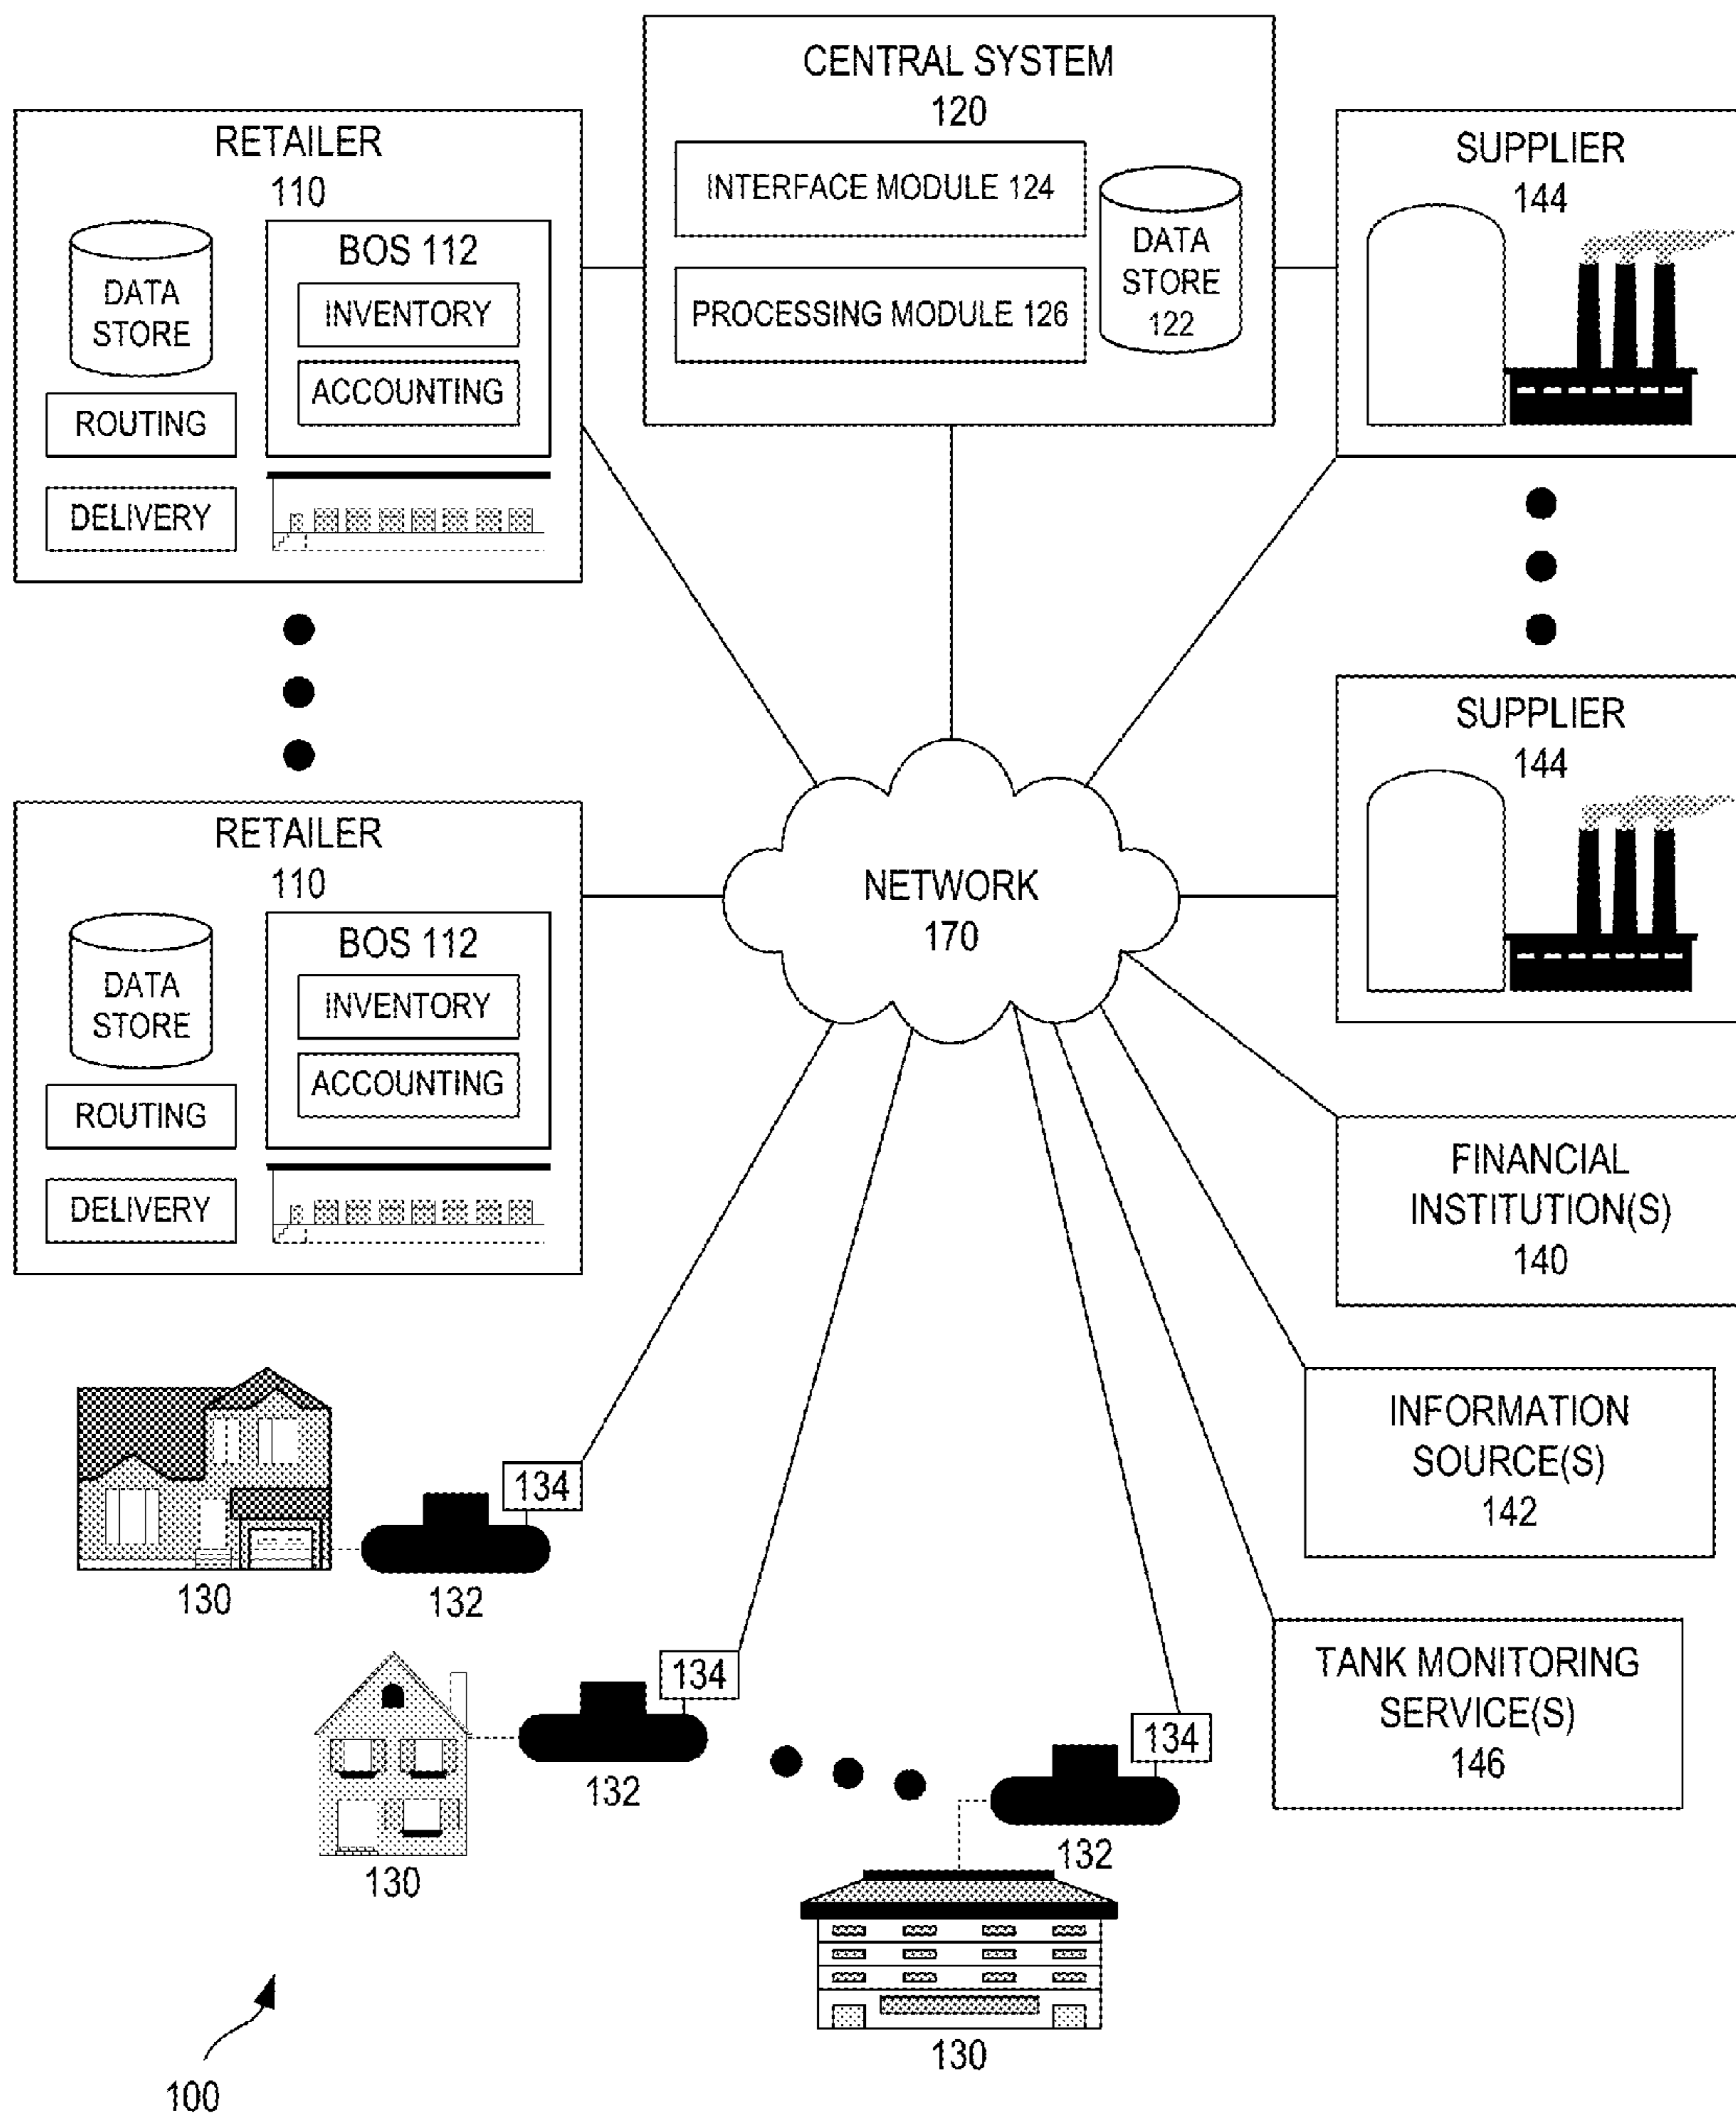 CENTRAL SYSTEM
120
INTERFACE MODULE 124
PROCESSING MODULE 126
DATA
STORE
122
RETAILER
110
DATA
STORE
BOS 112
INVENTORY
ACCOUNTING
ROUTING
DELIVERY
SUPPLIER
144
SUPPLIER
144
RETAILER
110
DATA
STORE
BOS 112
INVENTORY
ACCOUNTING
ROUTING
DELIVERY
NETWORK
170
FINANCIAL
INSTITUTION(S)
140
INFORMATION
SOURCE(S)
142
TANK MONITORING
SERVICE(S)
146
134
130
132
134
132
130
134
132
130
100